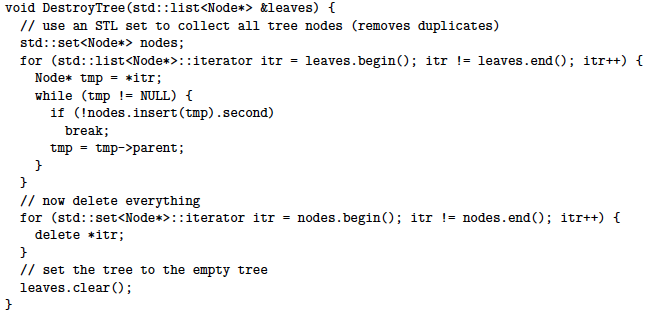 void DestroyTree(std::list<Node*> &leaves) {
  // use an STL set to collect all tree nodes (removes duplicates)
  std::set<Node*> nodes;
  for (std::list<Node*>::iterator itr = leaves.begin(); itr != leaves.end(); itr++) {
    Node* tmp = *itr;
    while (tmp != NULL) {
      if (!nodes.insert(tmp).second)
        break;
      tmp = tmp->parent;
    }
  }
  // now delete everything
  for (std::set<Node*>::iterator itr = nodes.begin(); itr != nodes.end(); itr++) {
    delete *itr;
  }
  // set the tree to the empty tree
  leaves.clear();
}